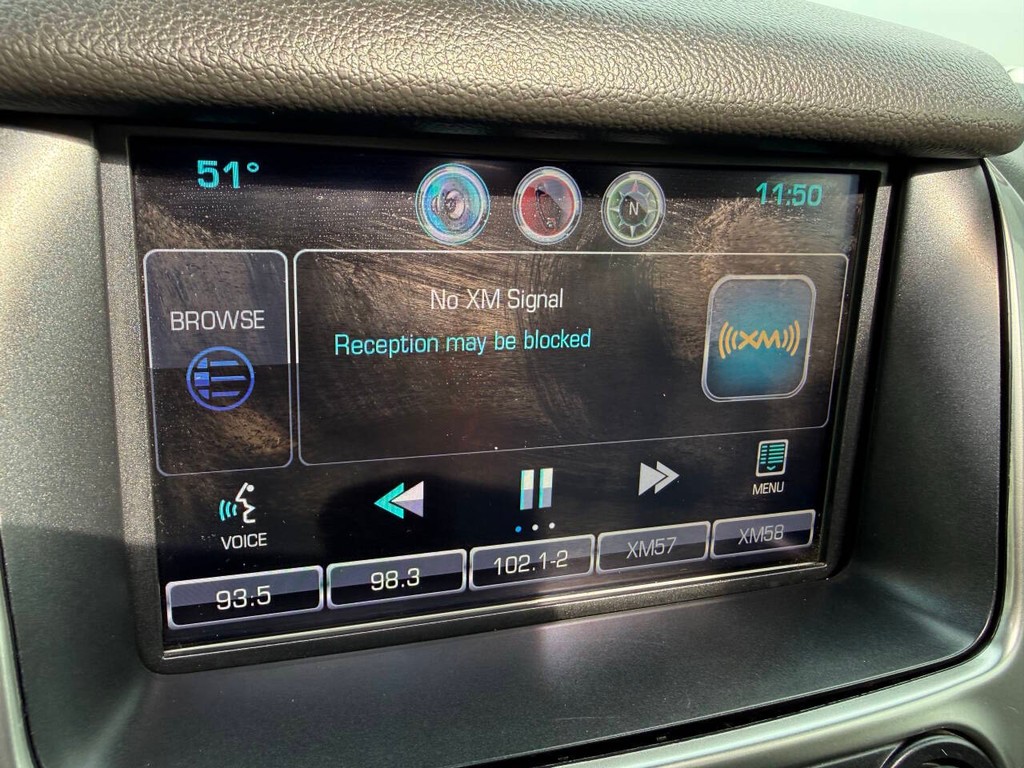 51°
N
11:50
BROWSE
No XM Signal
Reception may be blocked
((XM))
VOICE
MENU
93.5
98.3
102.1-2
XM57
XM58